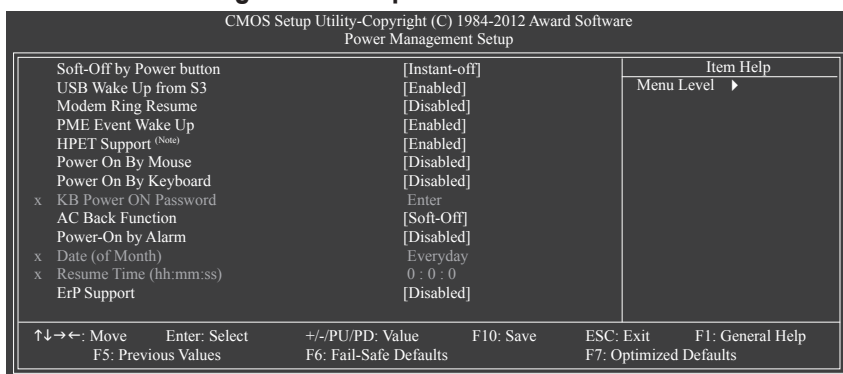 CMOS Setup Utility-Copyright (C) 1984-2012 Award Software
Power Management Setup
Soft-Off by Power button [Instant-off]
USB Wake Up from S3 [Enabled]
Modem Ring Resume [Disabled]
PME Event Wake Up [Enabled]
HPET Support (Note) [Enabled]
Power On By Mouse [Disabled]
Power On By Keyboard [Disabled]
x KB Power ON Password Enter
AC Back Function [Soft-Off]
Power-On by Alarm [Disabled]
x Date (of Month) Everyday
x Resume Time (hh:mm:ss) 0 : 0 : 0
ErP Support [Disabled]
Item Help
Menu Level ▶
↑↓→←: Move Enter: Select +/-/PU/PD: Value F10: Save ESC: Exit F1: General Help
F5: Previous Values F6: Fail-Safe Defaults F7: Optimized Defaults